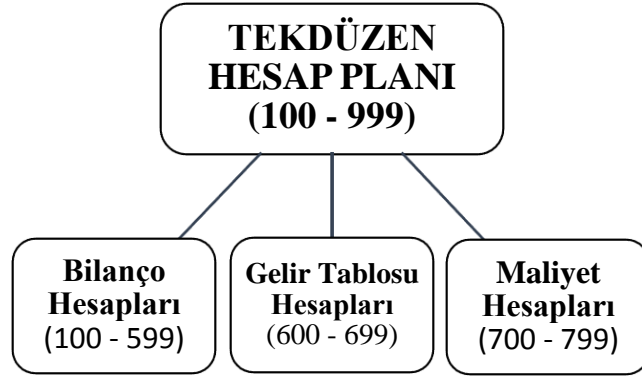 TEKDÜZEN
HESAP PLANI
(100 - 999)
Bilanço
Hesapları
(100 - 599)
Gelir Tablosu
Hesapları
(600 - 699)
Maliyet
Hesapları
(700 - 799)